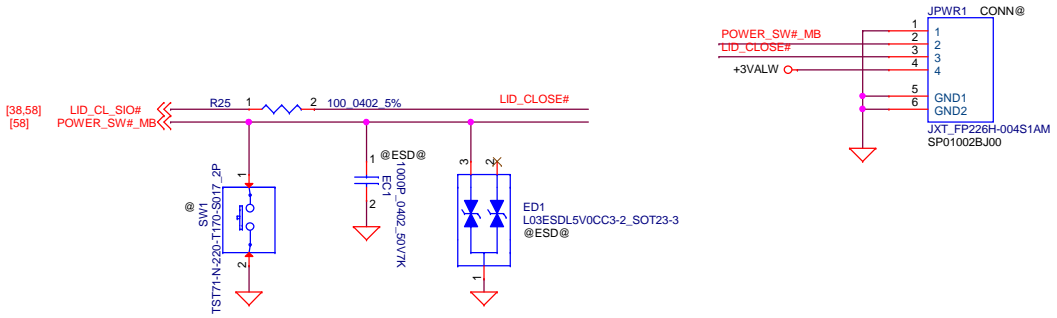 JPWR1 CONN@
1 1
POWER_SW#_MB 2 2
LID_CLOSE# 3 3
+3VALW 4 4
5 GND1
6 GND2
JXT_FP226H-004S1AM
SP01002BJ00
[38,58] LID_CL_SIO# R25 1 2 100_0402_5% LID_CLOSE#
[58] POWER_SW#_MB
1
2
@
SW1
TST71-N-220-T170-S017_2P
1
2
@ESD@
EC1
1000P_0402_50V7K
3
2
1
ED1
L03ESDL5V0CC3-2_SOT23-3
@ESD@